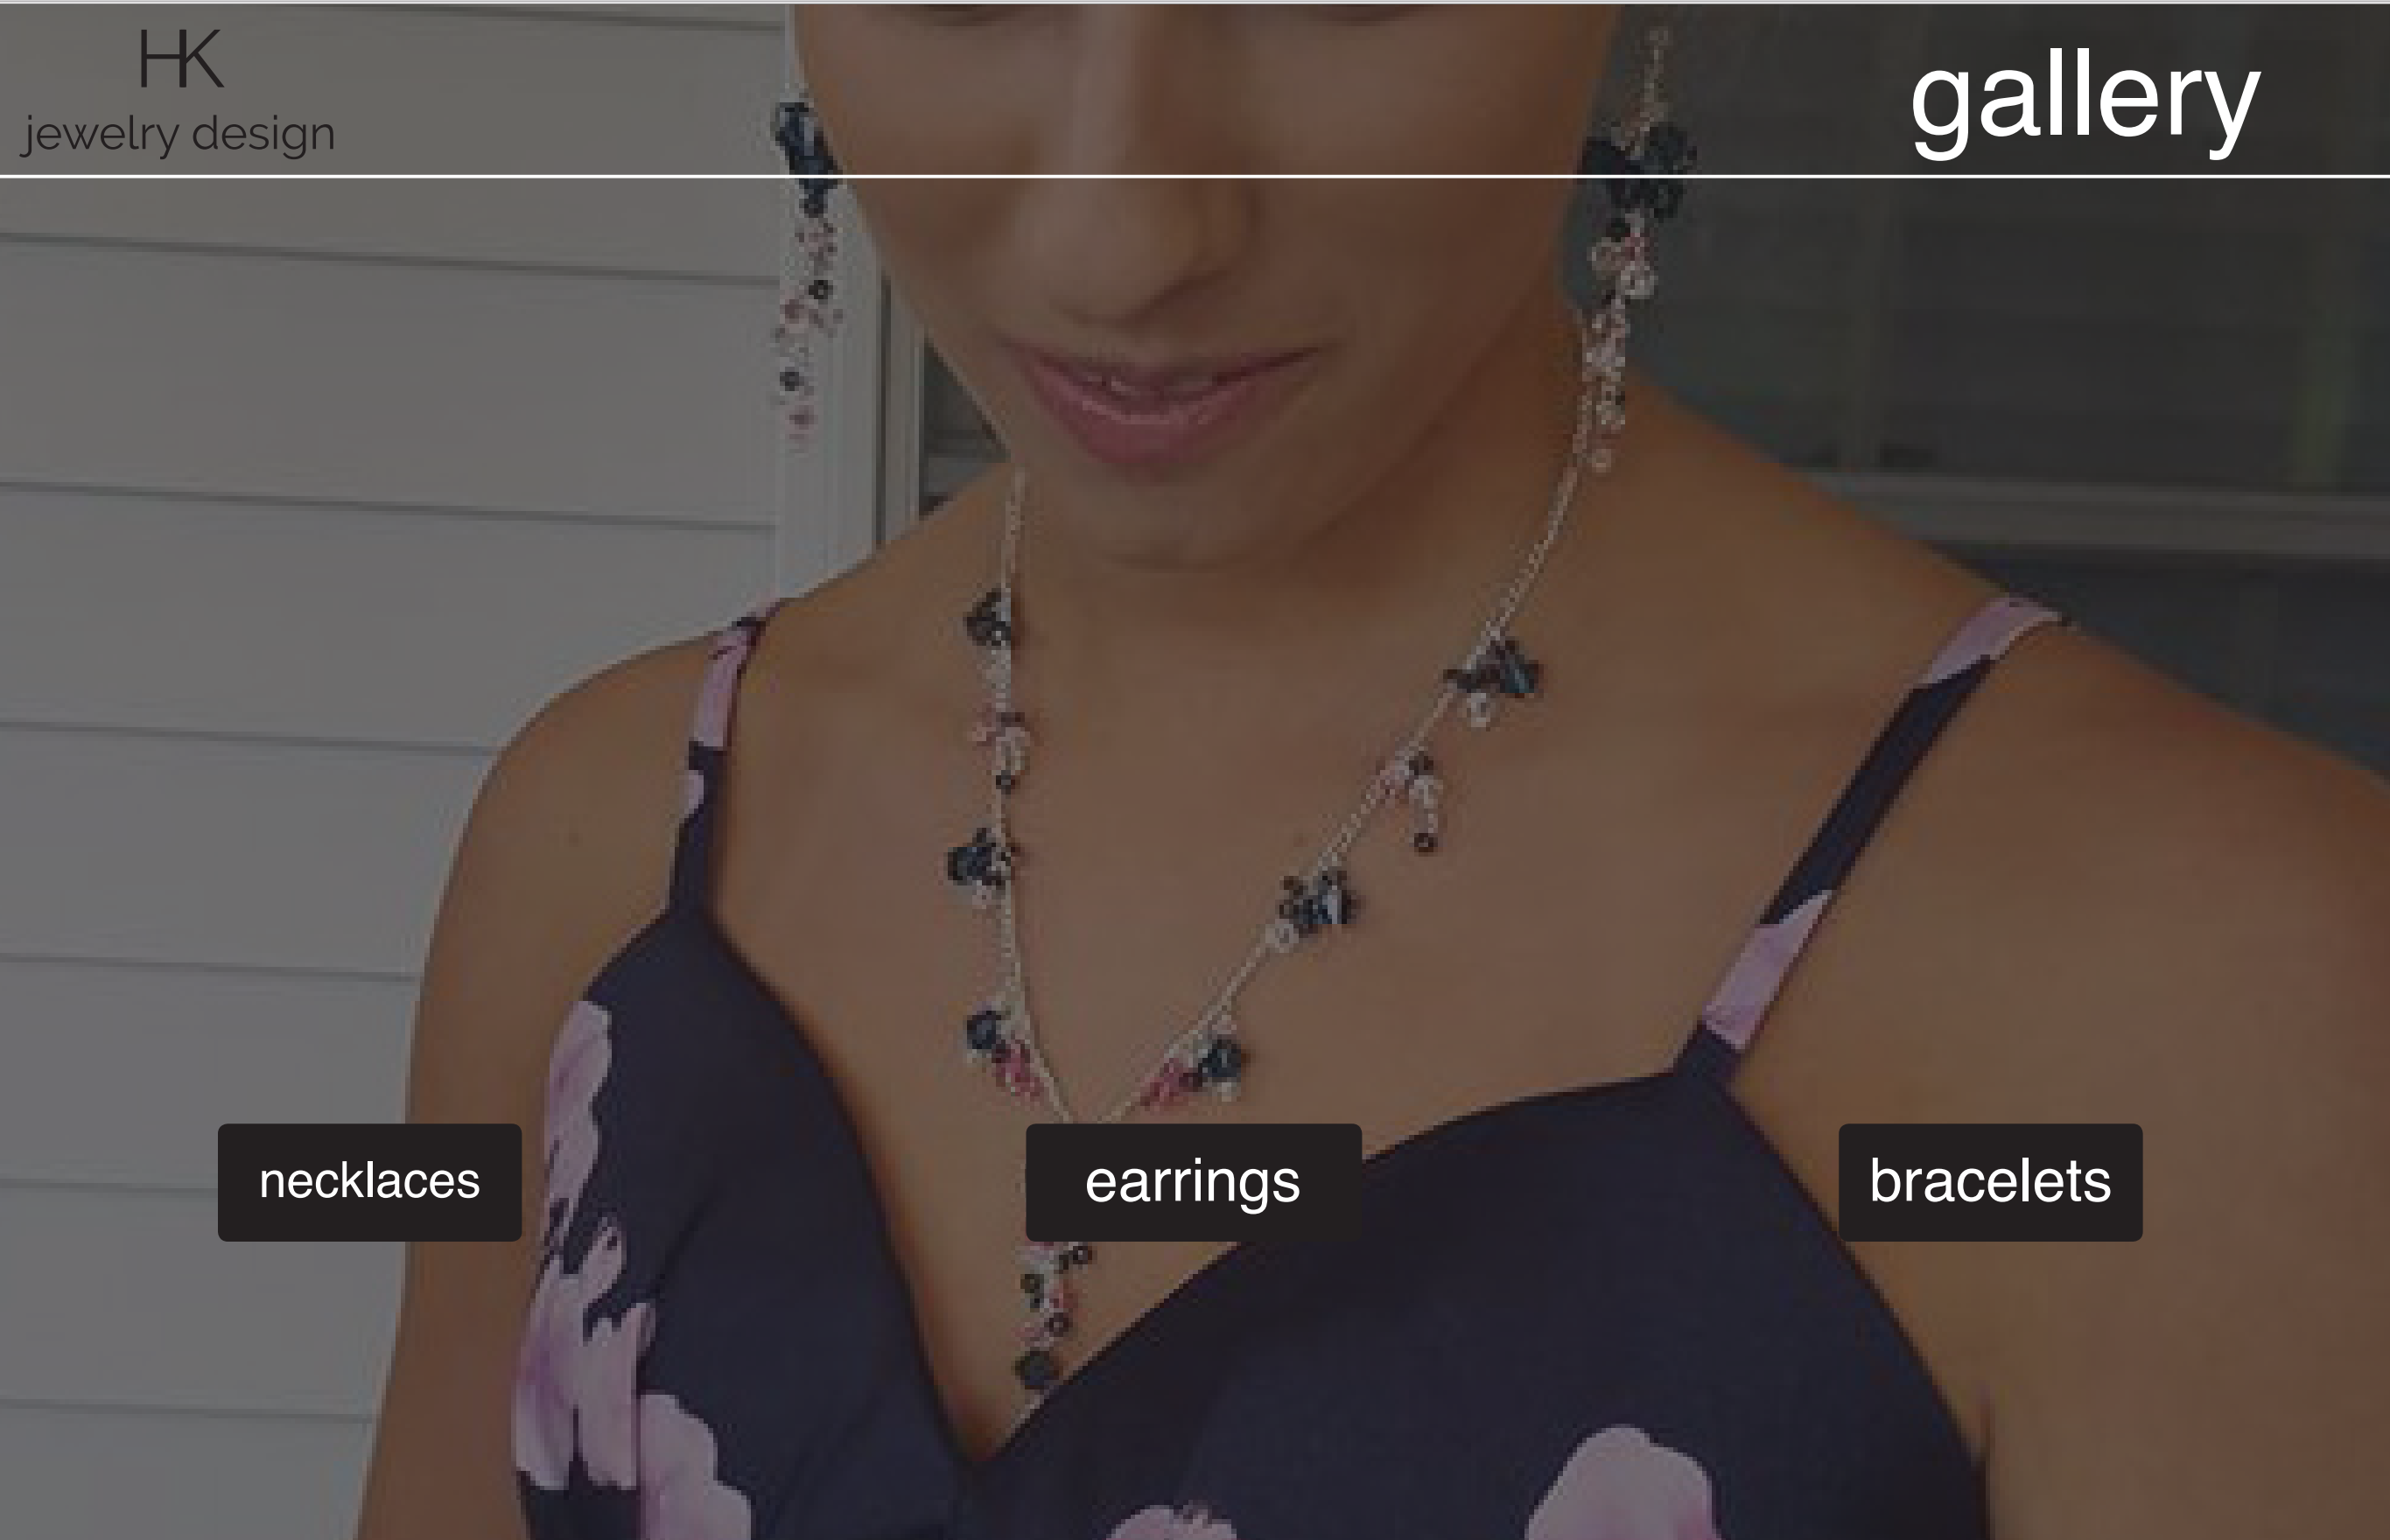 HK
jewelry design
gallery
necklaces
earrings
bracelets